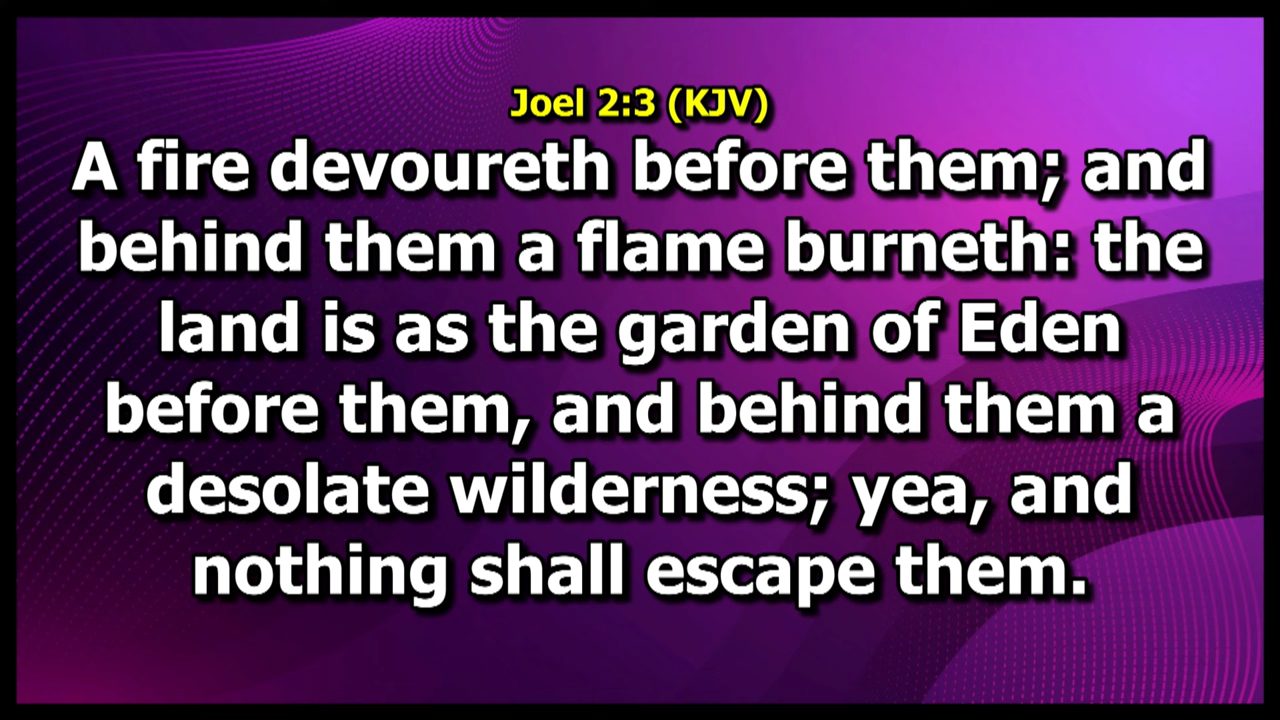 Joel 2:3 (KJV)
A fire devoureth before them; and
behind them a flame burneth: the
land is as the garden of Eden
before them, and behind them a
desolate wilderness; yea, and
nothing shall escape them.